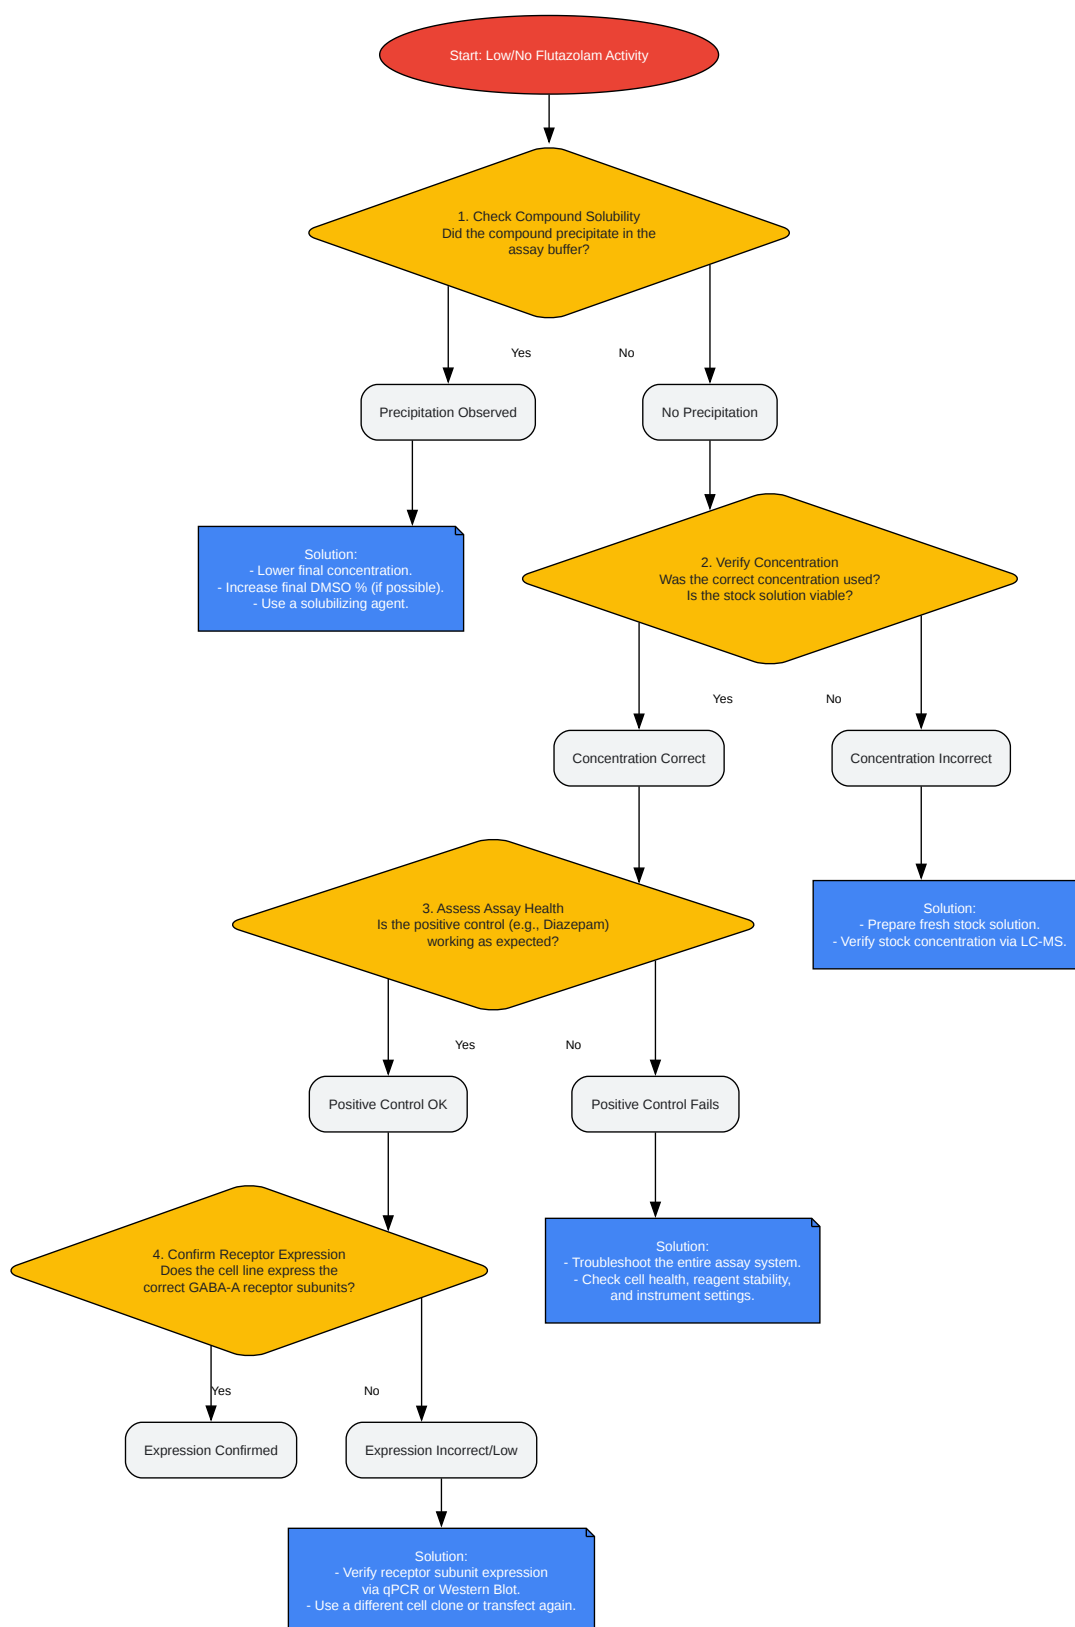 Start: Low/No Flutazolam Activity
1. Check Compound Solubility
Did the compound precipitate in the
assay buffer?
Yes
No
Precipitation Observed
No Precipitation
Solution:
- Lower final concentration.
- Increase final DMSO % (if possible).
- Use a solubilizing agent.
2. Verify Concentration
Was the correct concentration used?
Is the stock solution viable?
Yes
No
Concentration Correct
Concentration Incorrect
Solution:
- Prepare fresh stock solution.
- Verify stock concentration via LC-MS.
3. Assess Assay Health
Is the positive control (e.g., Diazepam)
working as expected?
Yes
No
Positive Control OK
Positive Control Fails
Solution:
- Troubleshoot the entire assay system.
- Check cell health, reagent stability,
and instrument settings.
4. Confirm Receptor Expression
Does the cell line express the
correct GABA-A receptor subunits?
Yes
No
Expression Confirmed
Expression Incorrect/Low
Solution:
- Verify receptor subunit expression
via qPCR or Western Blot.
- Use a different cell clone or transfect again.